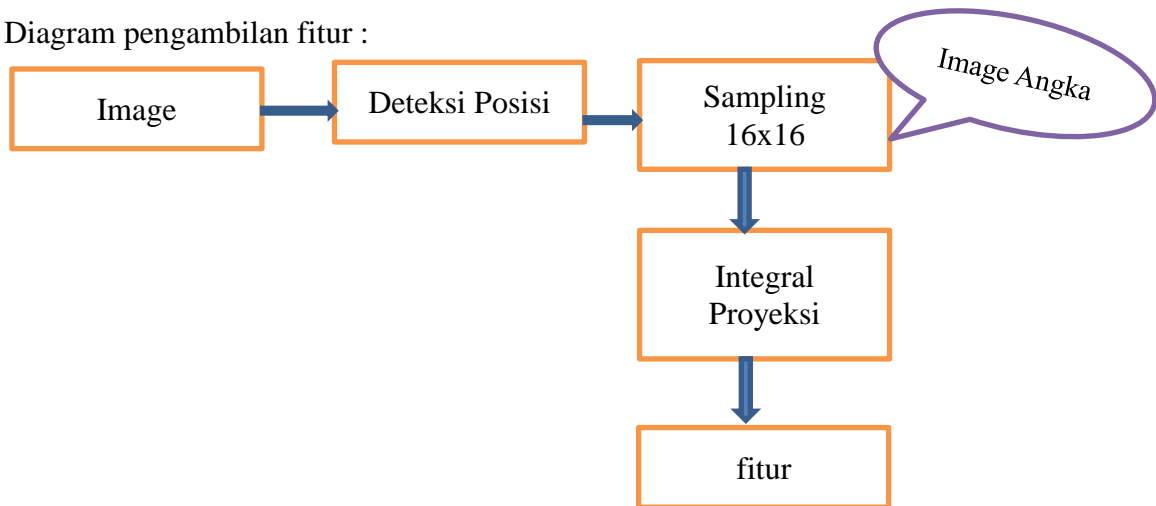 Diagram pengambilan fitur :
Image
Deteksi Posisi
Sampling
16x16
Image Angka
Integral
Proyeksi
fitur